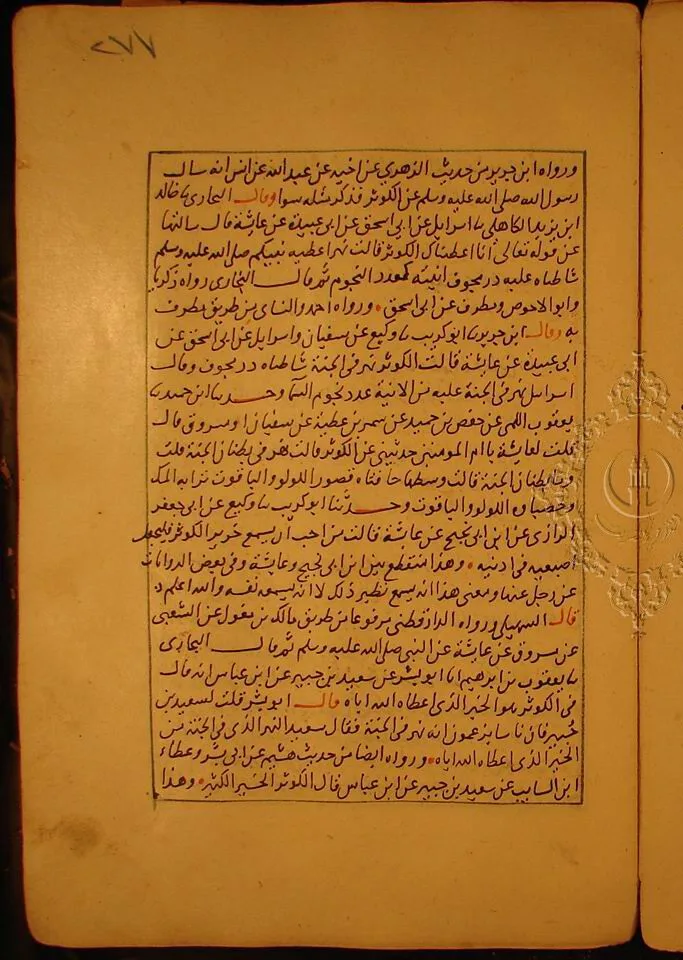 ٢٧٧
ورواه ابن جرير من حديث الزهري عن اخيه عن عبد الله عن انس انه سال
رسول الله صلى الله عليه وسلم عن الكوثر فذكر مثله سوا وقال البخاري ثنا خالد
ابن يزيد الكاهلي ثنا اسرايل عن ابي اسحق عن ابي عبيدة عن عايشة قال سالتها
عن قوله تعالى انا اعطيناك الكوثر قالت نهر اعطيه نبيكم صلى الله عليه وسلم
شاطئاه عليه در مجوف انيته كعدد النجوم ثم قال البخاري رواه زكريا
وابو الاحوص ومطرف عن ابي اسحق ورواه احمد والنساي من طريق مطرف
به وقال ابن جرير ثنا ابو كريب ثنا وكيع عن سفيان واسرايل عن ابي اسحق عن
ابي عبيدة عن عايشة قالت الكوثر نهر في الجنة شاطئاه در مجوف وقال
اسرايل نهر في الجنة عليه من الانية عدد نجوم السما وحدثنا ابن حميد ثنا
يعقوب القمي عن حفص بن حميد عن شمر بن عطية عن سفيان او مسروق قال
قلت لعايشة يا ام المومنين حدثيني عن الكوثر قالت نهر في بطنان الجنة قلت
وما بطنان الجنة قالت وسطها حافتاه قصور اللولو والياقوت ترابه المسك
وحصباوه اللولو والياقوت وحدثنا ابو كريب ثنا وكيع عن ابي جعفر
الرازي عن ابن ابي نجيح عن عايشة قالت من احب ان يسمع خرير الكوثر فليجعل
اصبعيه في اذنيه وهذا منقطع بين ابن ابي نجيح وعايشة وفي بعض الروايات
عن رجل عنها ومعنى هذا انه يسمع نظير ذلك لا انه يسمعه نفسه والله اعلم
قال السهيلي ورواه الدارقطني مرفوعا من طريق مالك بن مغول عن الشعبي
عن مسروق عن عايشة عن النبي صلى الله عليه وسلم ثم قال البخاري
ثنا يعقوب بن ابرهيم انا ابو بشر عن سعيد بن جبير عن ابن عباس انه قال
في الكوثر هو الخير الذي اعطاه الله اياه قال ابو بشر قلت لسعيد بن
جبير فان ناسا يزعمون انه نهر في الجنة فقال سعيد النهر الذي في الجنة من
الخير الذي اعطاه الله اياه ورواه ايضا من حديث هشيم عن ابي بشر وعطاء
ابن السايب عن سعيد بن جبير عن ابن عباس قال الكوثر الخير الكثير وهذا